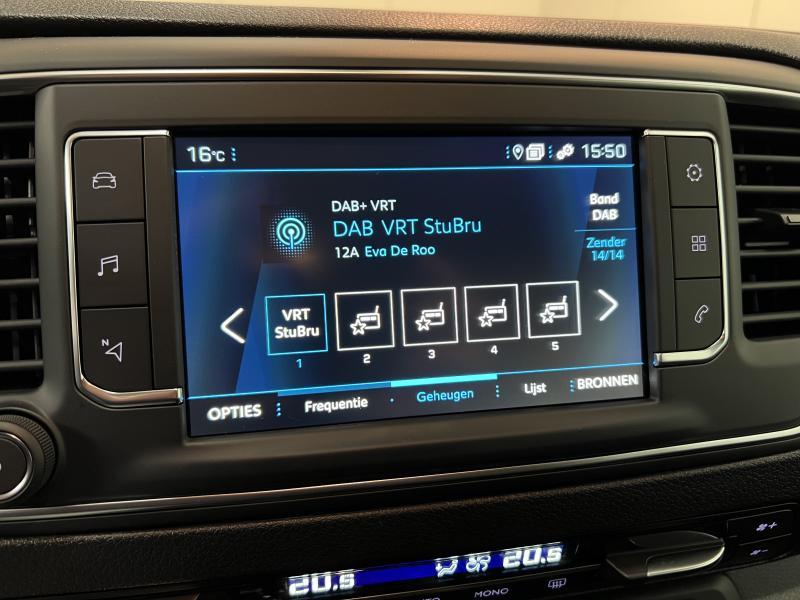 16°C 15:50
DAB+ VRT
DAB VRT StuBru
12A Eva De Roo
Band
DAB
Zender
14/14
VRT
StuBru
1 2 3 4 5
OPTIES Frequentie Geheugen Lijst BRONNEN
N
20.5 20.5
MONO